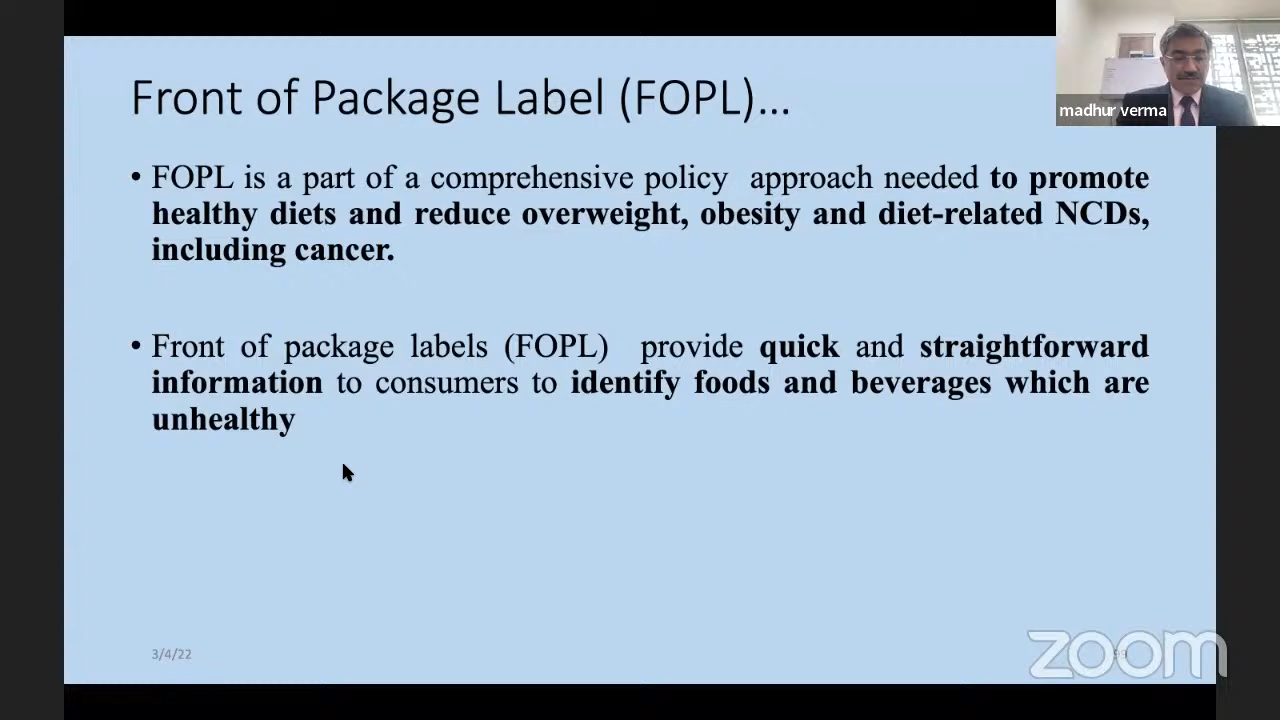 Front of Package Label (FOPL)...
madhur verma
• FOPL is a part of a comprehensive policy approach needed to promote
healthy diets and reduce overweight, obesity and diet-related NCDs,
including cancer.
• Front of package labels (FOPL) provide quick and straightforward
information to consumers to identify foods and beverages which are
unhealthy
3/4/22
zoom